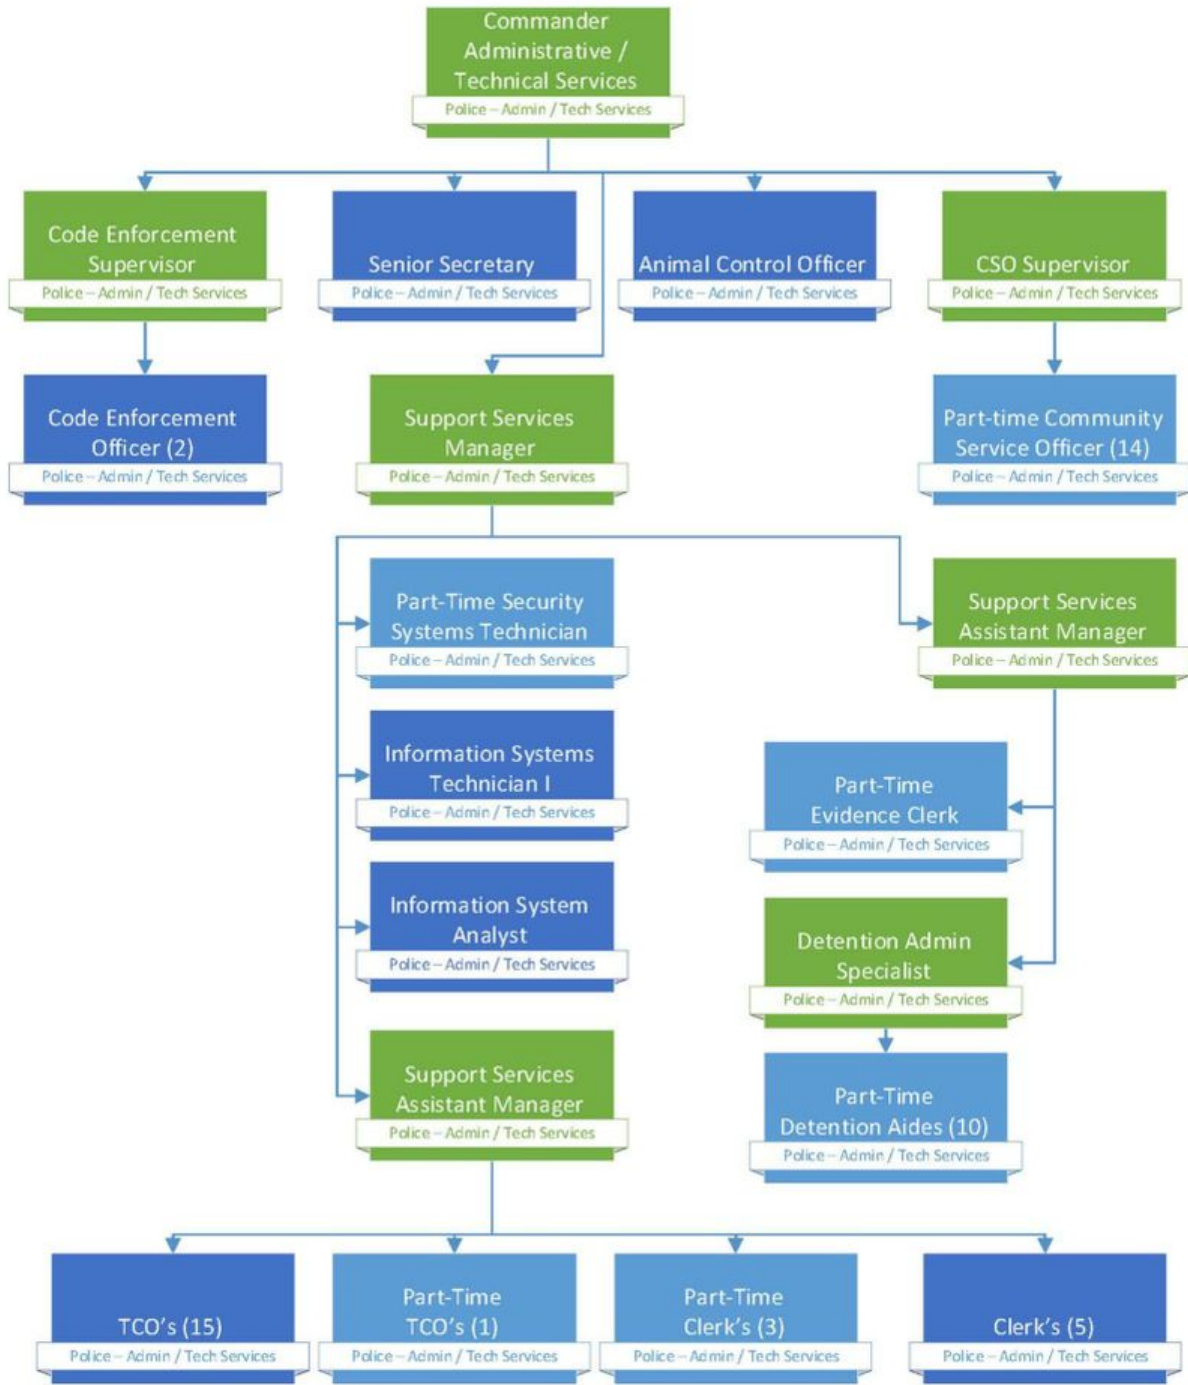 Commander
Administrative /
Technical Services
Police – Admin / Tech Services
Code Enforcement
Supervisor
Police – Admin / Tech Services
Senior Secretary
Police – Admin / Tech Services
Animal Control Officer
Police – Admin / Tech Services
CSO Supervisor
Police – Admin / Tech Services
Code Enforcement
Officer (2)
Police – Admin / Tech Services
Support Services
Manager
Police – Admin / Tech Services
Part-time Community
Service Officer (14)
Police – Admin / Tech Services
Part-Time Security
Systems Technician
Police – Admin / Tech Services
Support Services
Assistant Manager
Police – Admin / Tech Services
Information Systems
Technician I
Police – Admin / Tech Services
Part-Time
Evidence Clerk
Police – Admin / Tech Services
Information System
Analyst
Police – Admin / Tech Services
Detention Admin
Specialist
Police – Admin / Tech Services
Support Services
Assistant Manager
Police – Admin / Tech Services
Part-Time
Detention Aides (10)
Police – Admin / Tech Services
TCO's (15)
Police – Admin / Tech Services
Part-Time
TCO's (1)
Police – Admin / Tech Services
Part-Time
Clerk's (3)
Police – Admin / Tech Services
Clerk's (5)
Police – Admin / Tech Services